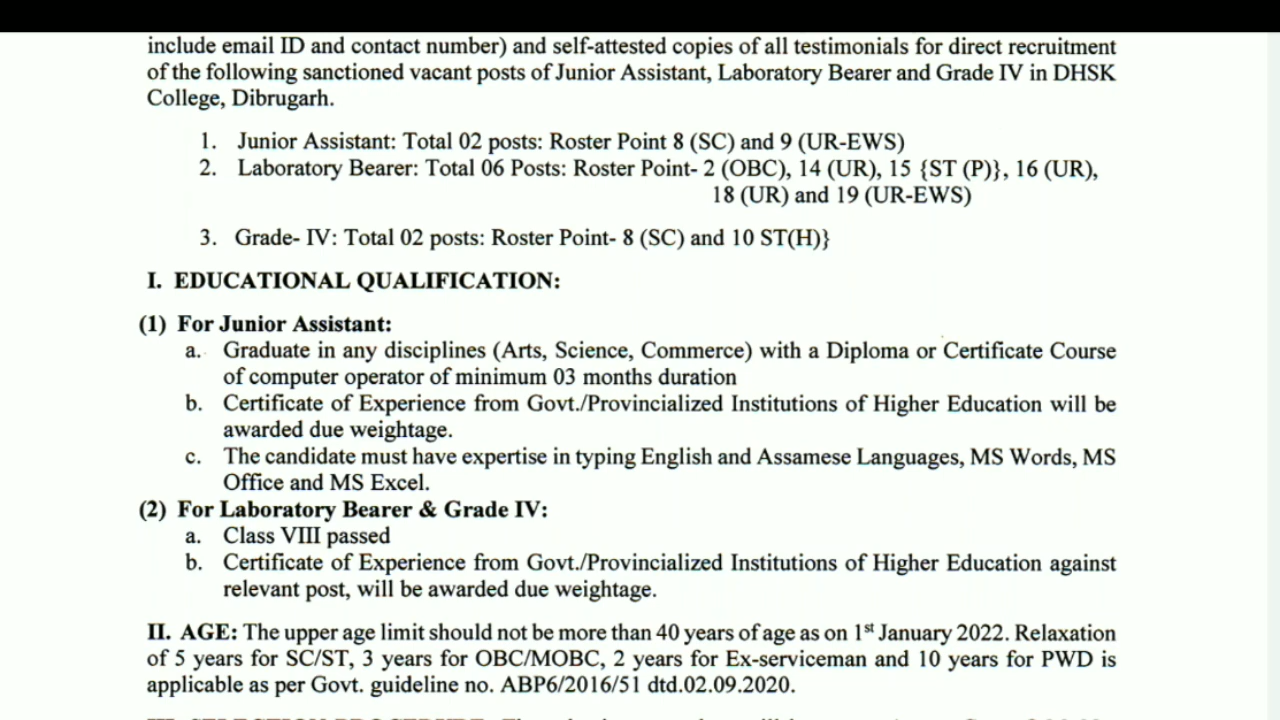 include email ID and contact number) and self-attested copies of all testimonials for direct recruitment
of the following sanctioned vacant posts of Junior Assistant, Laboratory Bearer and Grade IV in DHSK
College, Dibrugarh.
1. Junior Assistant: Total 02 posts: Roster Point 8 (SC) and 9 (UR-EWS)
2. Laboratory Bearer: Total 06 Posts: Roster Point- 2 (OBC), 14 (UR), 15 {ST (P)}, 16 (UR),
18 (UR) and 19 (UR-EWS)
3. Grade- IV: Total 02 posts: Roster Point- 8 (SC) and 10 ST(H)}
I. EDUCATIONAL QUALIFICATION:
(1) For Junior Assistant:
a. Graduate in any disciplines (Arts, Science, Commerce) with a Diploma or Certificate Course
of computer operator of minimum 03 months duration
b. Certificate of Experience from Govt./Provincialized Institutions of Higher Education will be
awarded due weightage.
c. The candidate must have expertise in typing English and Assamese Languages, MS Words, MS
Office and MS Excel.
(2) For Laboratory Bearer & Grade IV:
a. Class VIII passed
b. Certificate of Experience from Govt./Provincialized Institutions of Higher Education against
relevant post, will be awarded due weightage.
II. AGE: The upper age limit should not be more than 40 years of age as on 1st January 2022. Relaxation
of 5 years for SC/ST, 3 years for OBC/MOBC, 2 years for Ex-serviceman and 10 years for PWD is
applicable as per Govt. guideline no. ABP6/2016/51 dtd.02.09.2020.